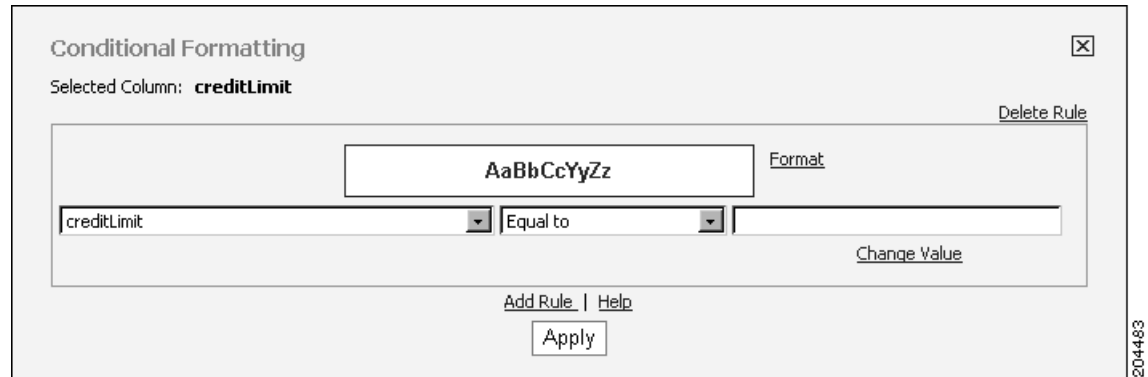 Conditional Formatting
Selected Column: creditLimit
Delete Rule
AaBbCcYyZz
Format
creditLimit
Equal to
Change Value
Add Rule | Help
Apply
204483